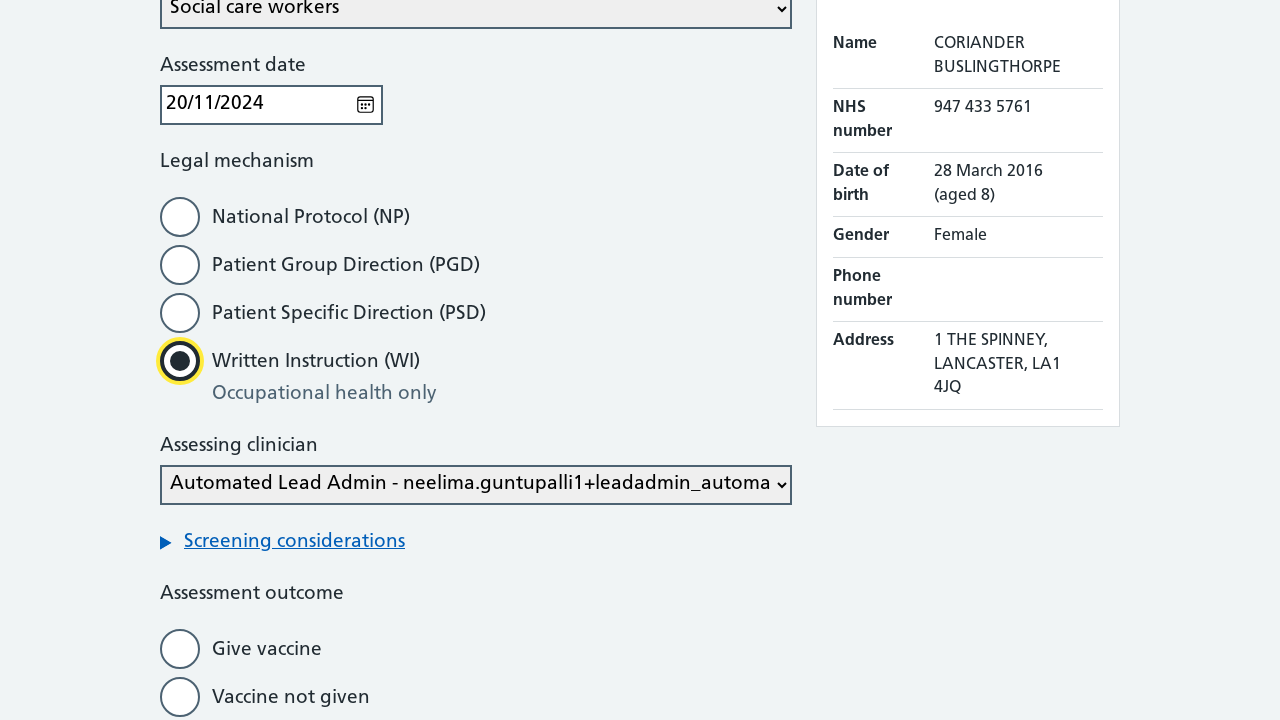 Social care workers
Assessment date
20/11/2024
Legal mechanism
National Protocol (NP)
Patient Group Direction (PGD)
Patient Specific Direction (PSD)
Written Instruction (WI)
Occupational health only
Assessing clinician
Automated Lead Admin - neelima.guntupalli1+leadadmin_automa
Screening considerations
Assessment outcome
Give vaccine
Vaccine not given
Name CORIANDER
BUSLINGTHORPE
NHS 947 433 5761
number
Date of 28 March 2016
birth (aged 8)
Gender Female
Phone
number
Address 1 THE SPINNEY,
LANCASTER, LA1
4JQ